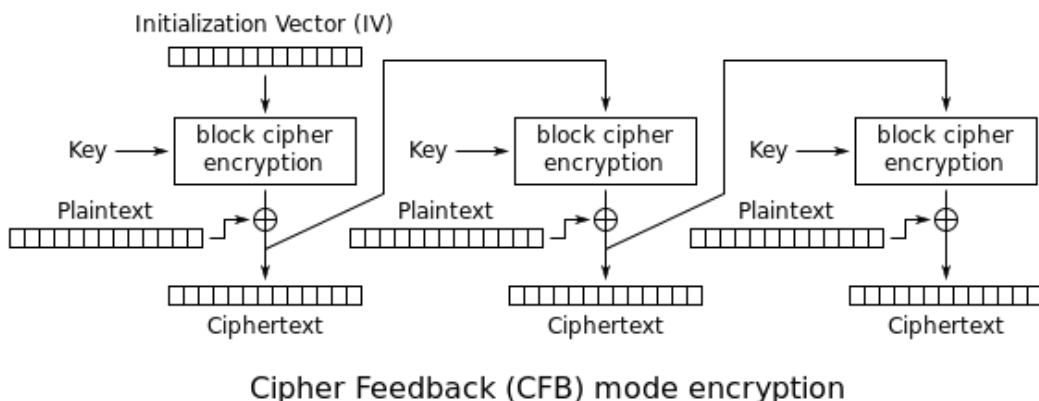 Initialization Vector (IV)
Key
block cipher
encryption
Key
block cipher
encryption
Key
block cipher
encryption
Plaintext
Plaintext
Plaintext
Ciphertext
Ciphertext
Ciphertext
Cipher Feedback (CFB) mode encryption